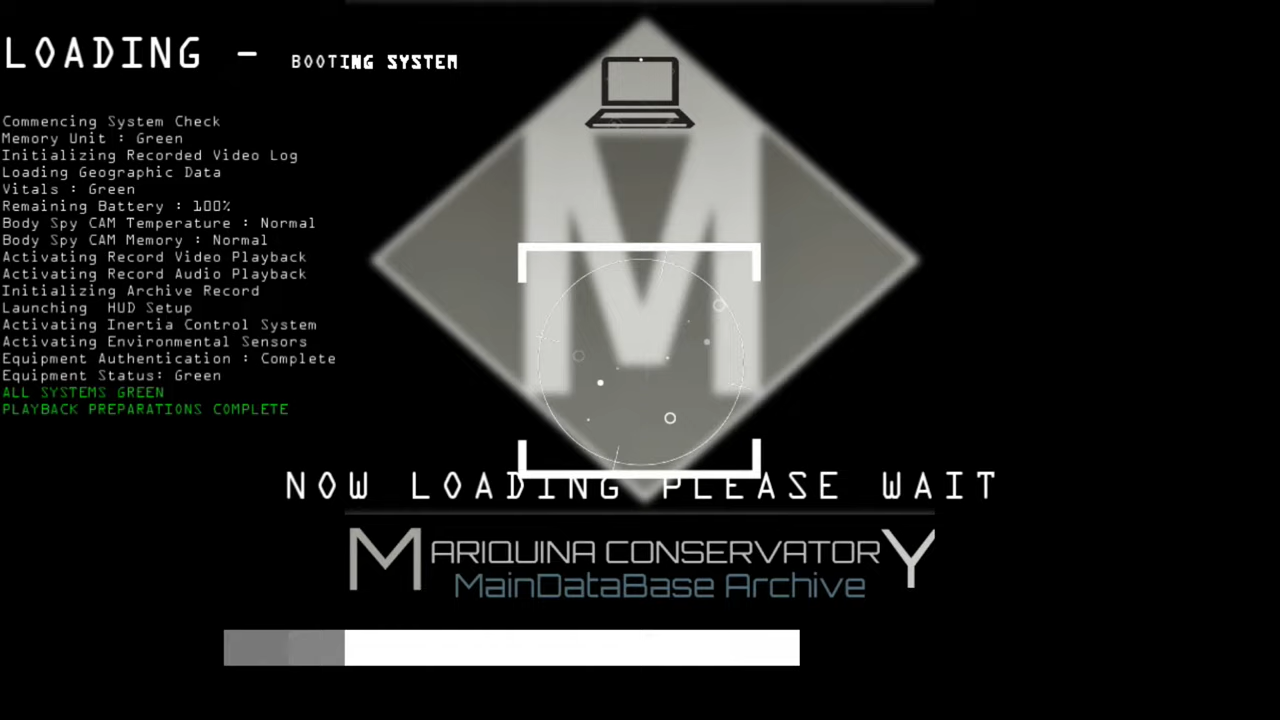 LOADING - BOOTING SYSTEM
Commencing System Check
Memory Unit : Green
Initializing Recorded Video Log
Loading Geographic Data
Vitals : Green
Remaining Battery : 100%
Body Spy CAM Temperature : Normal
Body Spy CAM Memory : Normal
Activating Record Video Playback
Activating Record Audio Playback
Initializing Archive Record
Launching HUD Setup
Activating Inertia Control System
Activating Environmental Sensors
Equipment Authentication : Complete
Equipment Status: Green
ALL SYSTEMS GREEN
PLAYBACK PREPARATIONS COMPLETE
M
NOW LOADING PLEASE WAIT
MARIQUINA CONSERVATORY
MainDataBase Archive